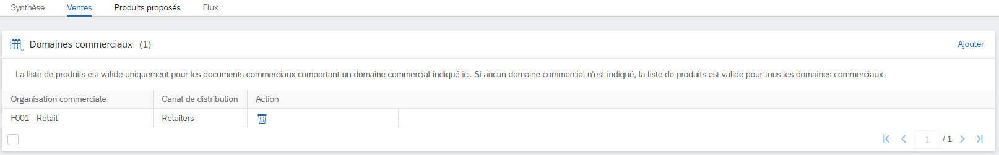 Synthèse Ventes Produits proposés Flux
Domaines commerciaux (1) Ajouter
La liste de produits est valide uniquement pour les documents commerciaux comportant un domaine commercial indiqué ici. Si aucun domaine commercial n'est indiqué, la liste de produits est valide pour tous les domaines commerciaux.
Organisation commerciale Canal de distribution Action
F001 - Retail Retailers
1 / 1